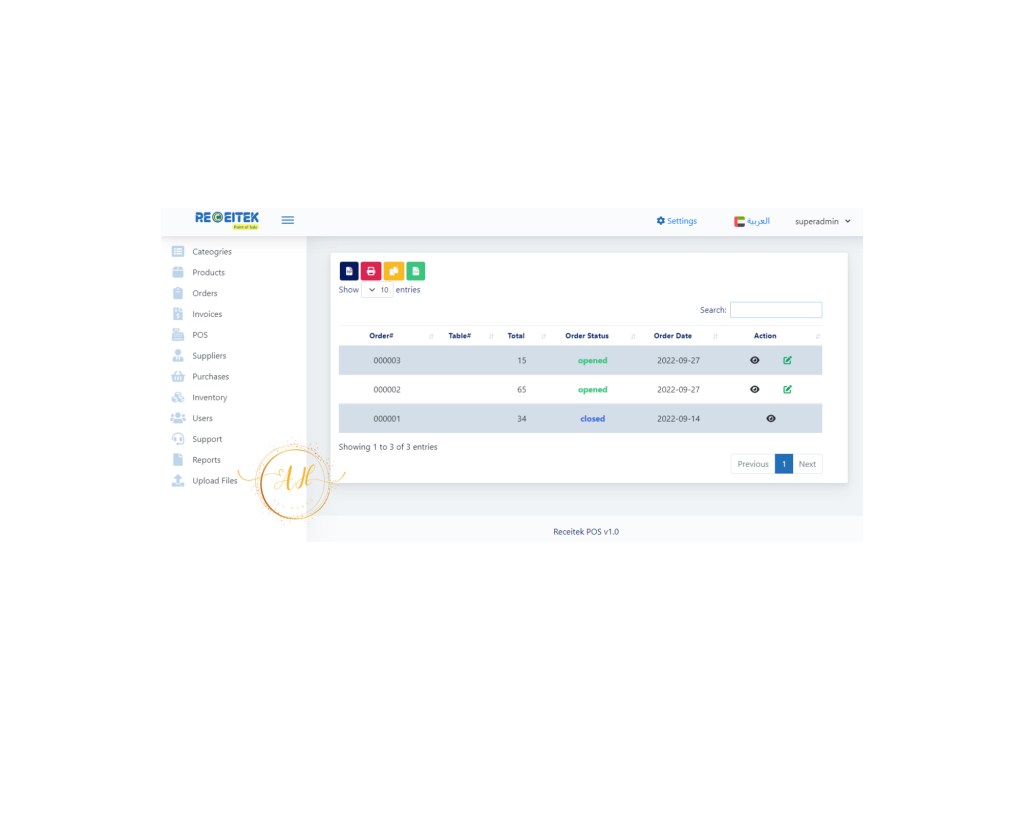 RECEITEK
Point of Sale
Settings
العربية
superadmin
Cateogries
Products
Orders
Invoices
POS
Suppliers
Purchases
Inventory
Users
Support
Reports
Upload Files
Show 10 entries
Search:
Order# Table# Total Order Status Order Date Action
000003 15 opened 2022-09-27
000002 65 opened 2022-09-27
000001 34 closed 2022-09-14
Showing 1 to 3 of 3 entries
Previous 1 Next
Receitek POS v1.0